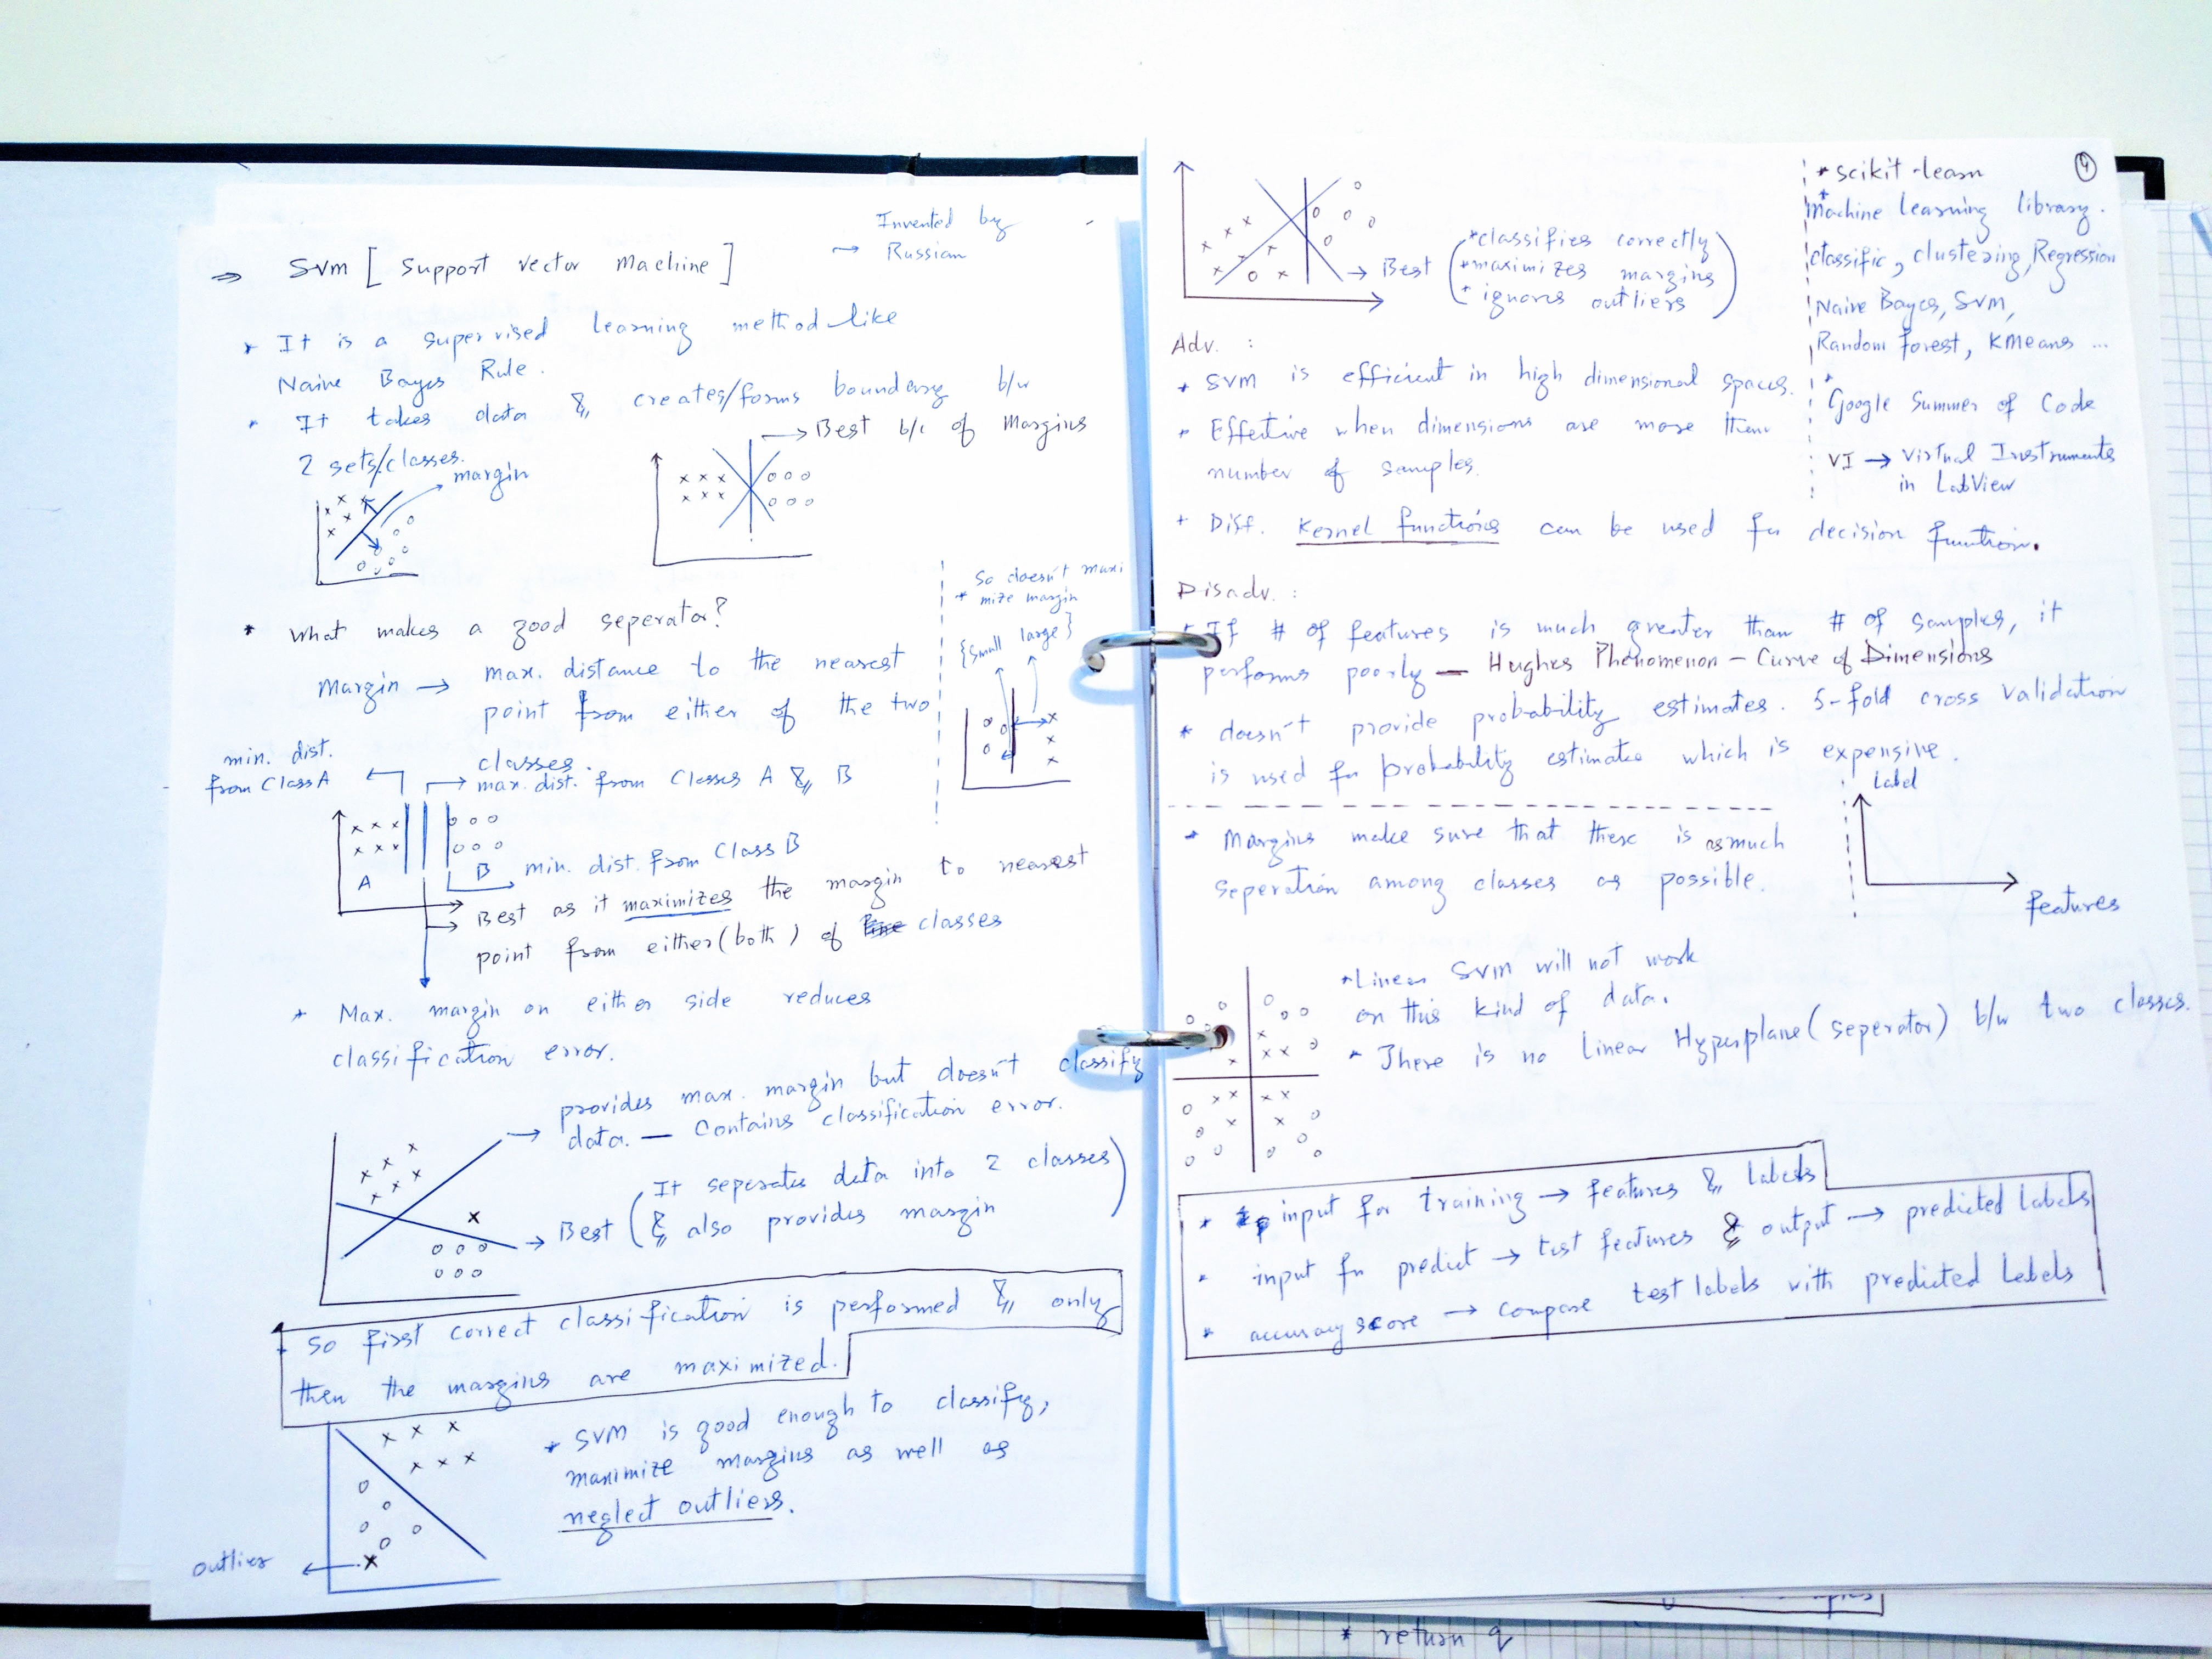 ⇒ SVM [ Support Vector Machine ]
→ Invented by
Russian
* It is a supervised learning method like
Naive Bayes Rule.
* It takes data & creates/forms boundary b/w
2 sets/classes.
margin
→ Best b/c of Margins
* What makes a good seperator?
Margin → max. distance to the nearest
point from either of the two
classes.
So doesn't maxi
* mize margin
{small large}
min. dist.
from Class A
max. dist. from Classes A & B
A
B
min. dist. from Class B
Best as it maximizes the margin to nearest
point from either (both) of classes
* Max. margin on either side reduces
classification error.
→ provides max. margin but doesn't classify
data. — Contains classification error.
→ Best (It seperates data into 2 classes
& also provides margin)
* So first correct classification is performed & only
then the margins are maximized.
* SVM is good enough to classify,
maximize margins as well as
neglect outliers.
outlier
→ Best
* classifies correctly
* maximizes margins
* ignores outliers
4
* scikit-learn
* Machine learning library.
Classific, clustering, Regression
Naive Bayes, SVM,
Random Forest, KMeans ...
* Google Summer of Code
VI → Virtual Instruments
in LabView
Adv. :
* SVM is efficient in high dimensional spaces.
* Effective when dimensions are more than
number of samples.
* Diff. Kernel functions can be used for decision function.
Disadv. :
* If # of features is much greater than # of samples, it
performs poorly — Hughes Phenomenon – Curve of Dimensions
* doesn't provide probability estimates. 5-fold cross validation
is used for probability estimates which is expensive.
* Margins make sure that there is as much
seperation among classes as possible.
Label
features
* Linear SVM will not work
on this kind of data.
* There is no linear Hyperplane (seperator) b/w two classes.
* input for training → features & labels
* input for predict → test features & output → predicted labels
* accuracy score → compare test labels with predicted Labels
* return q